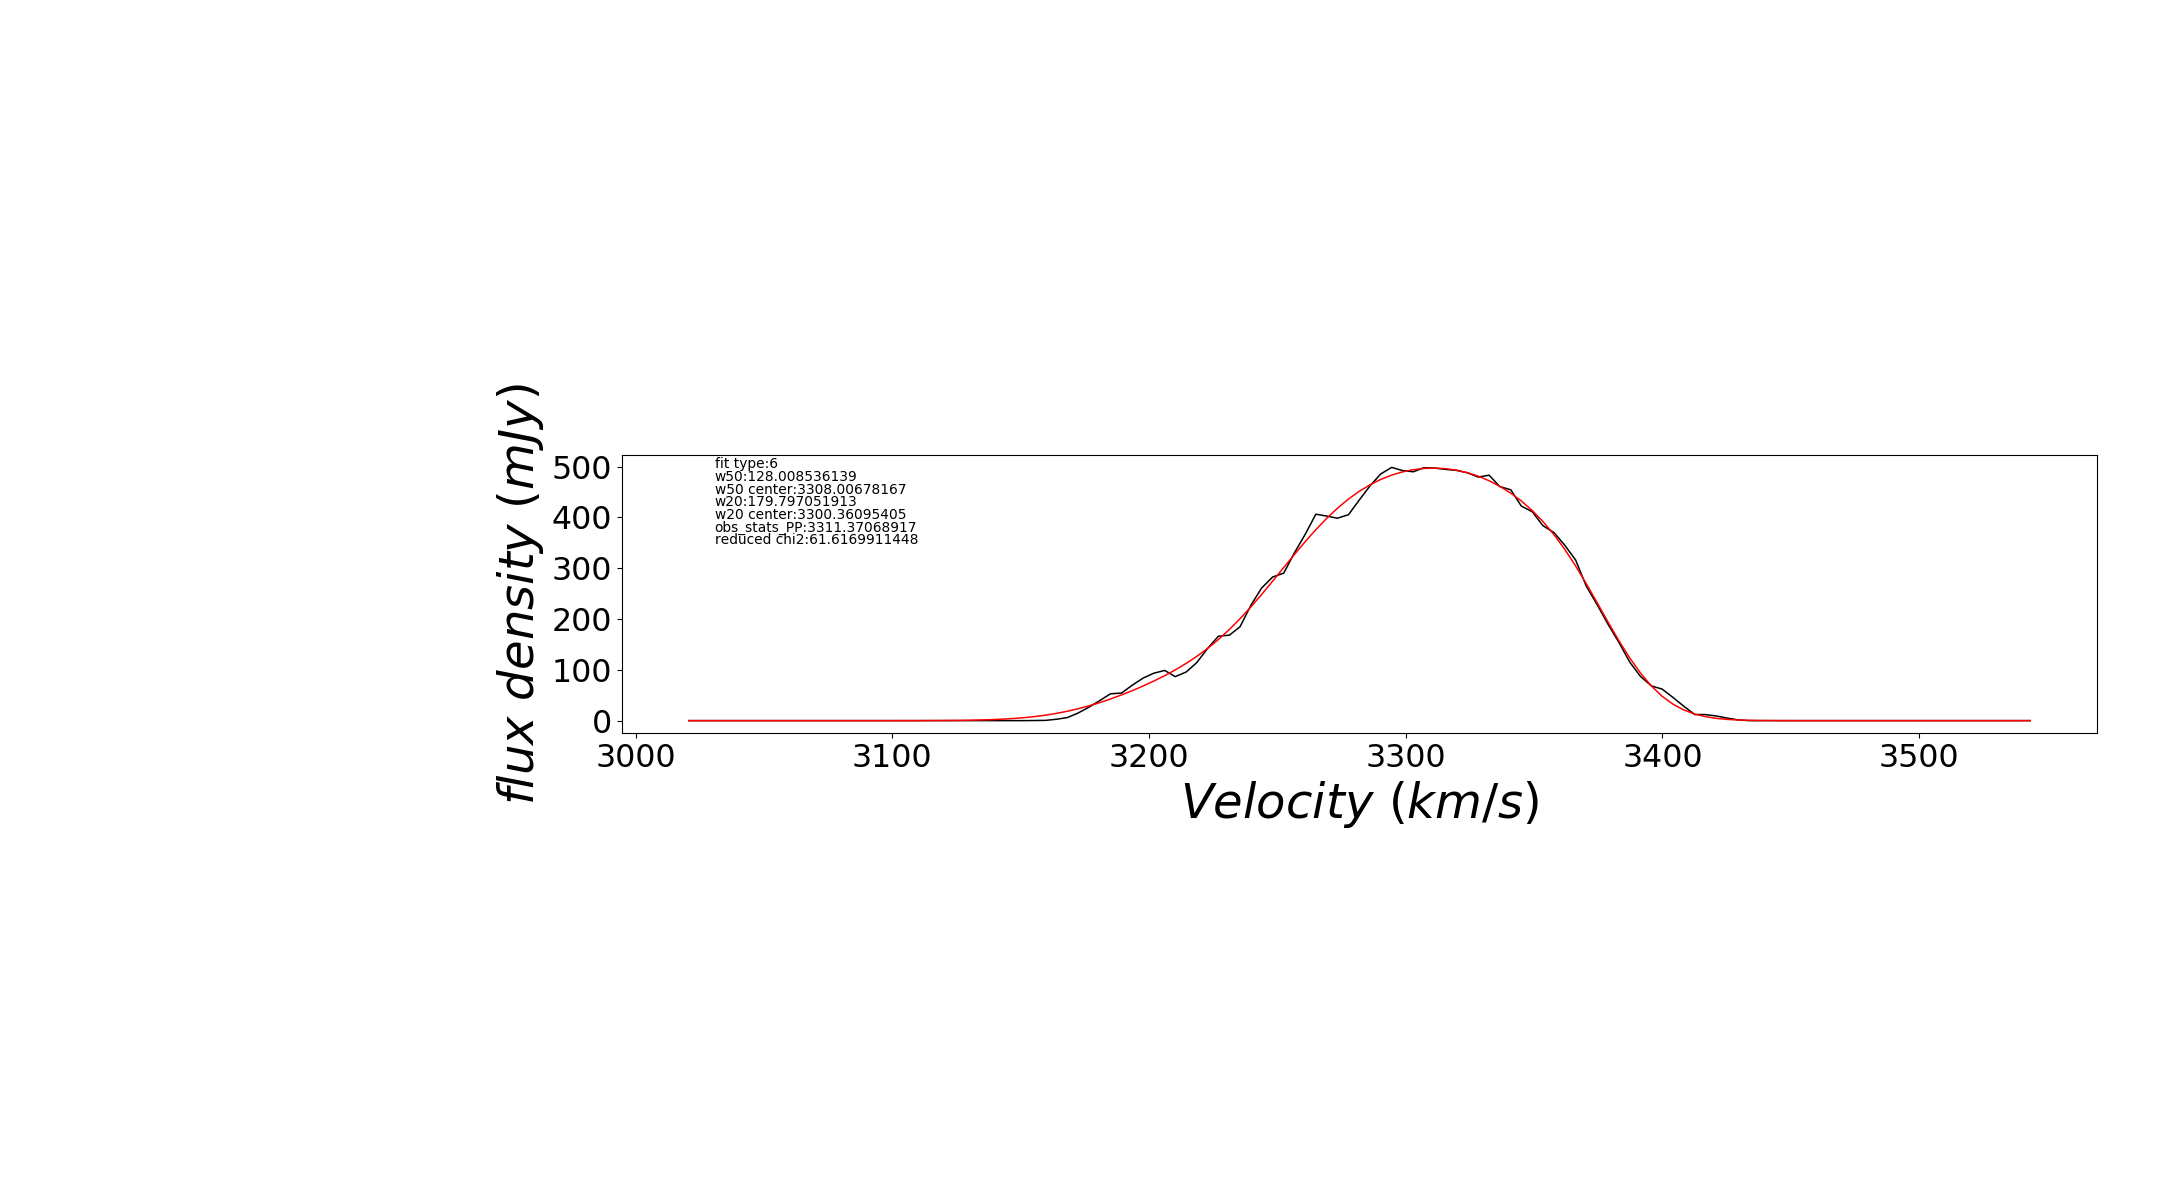 fit type:6
w50:128.008536139
w50 center:3308.00678167
w20:179.797051913
w20 center:3300.36095405
obs_stats_PP:3311.37068917
reduced chi2:61.6169911448
flux density (mJy)
500
400
300
200
100
0
3000 3100 3200 3300 3400 3500
Velocity (km/s)